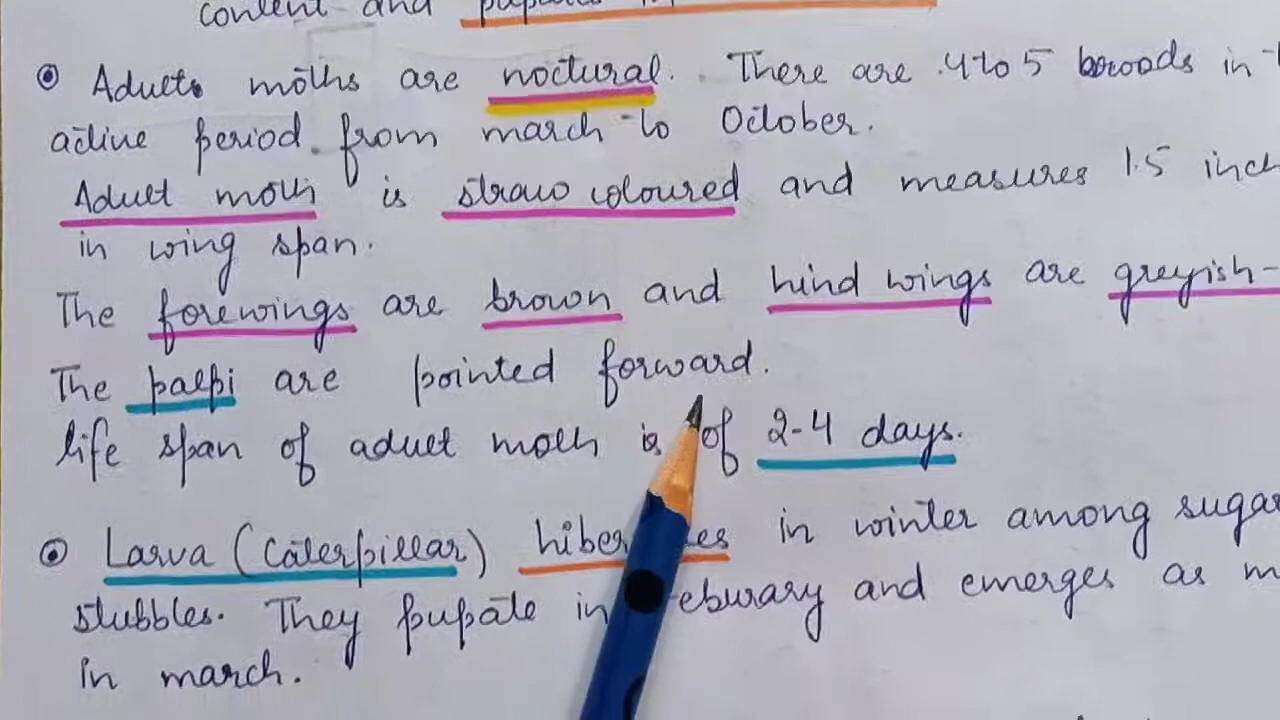 content and
● Adults moths are noctural. There are 4 to 5 broods in
active period from march to October.
Adult moth is straw coloured and measures 1.5 inch
in wing span.
The forewings are brown and hind wings are greyish-
The palpi are pointed forward.
life span of adult moth is of 2-4 days.
● Larva (Caterpillar) in winter among sugar
stubbles. They pupate in and emerges as m
in march.